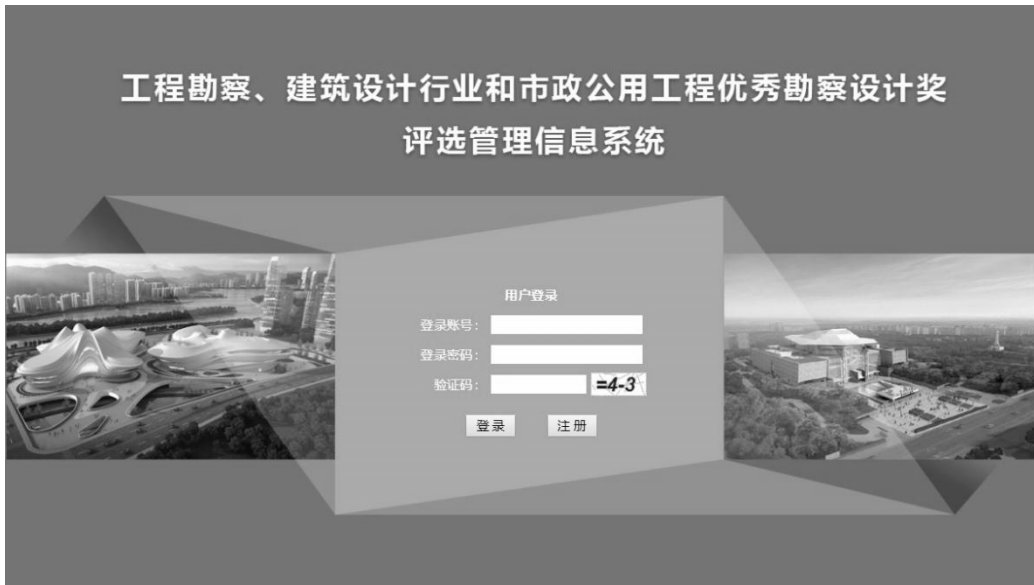 工程勘察、建筑设计行业和市政公用工程优秀勘察设计奖
评选管理信息系统
用户登录
登录账号：
登录密码：
验证码： =4-3
登录 注册